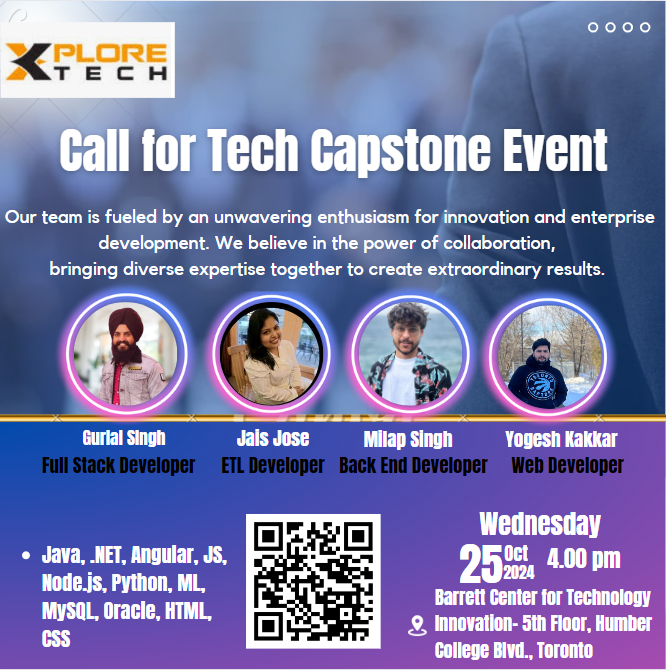 XPLORE
TECH
Call for Tech Capstone Event
Our team is fueled by an unwavering enthusiasm for innovation and enterprise
development. We believe in the power of collaboration,
bringing diverse expertise together to create extraordinary results.
Gurlal Singh
Full Stack Developer
Jais Jose
ETL Developer
Milap Singh
Back End Developer
Yogesh Kakkar
Web Developer
• Java, .NET, Angular, JS,
Node.js, Python, ML,
MySQL, Oracle, HTML,
CSS
Wednesday
25 Oct 2024 4.00 pm
Barrett Center for Technology
Innovation- 5th Floor, Humber
College Blvd., Toronto